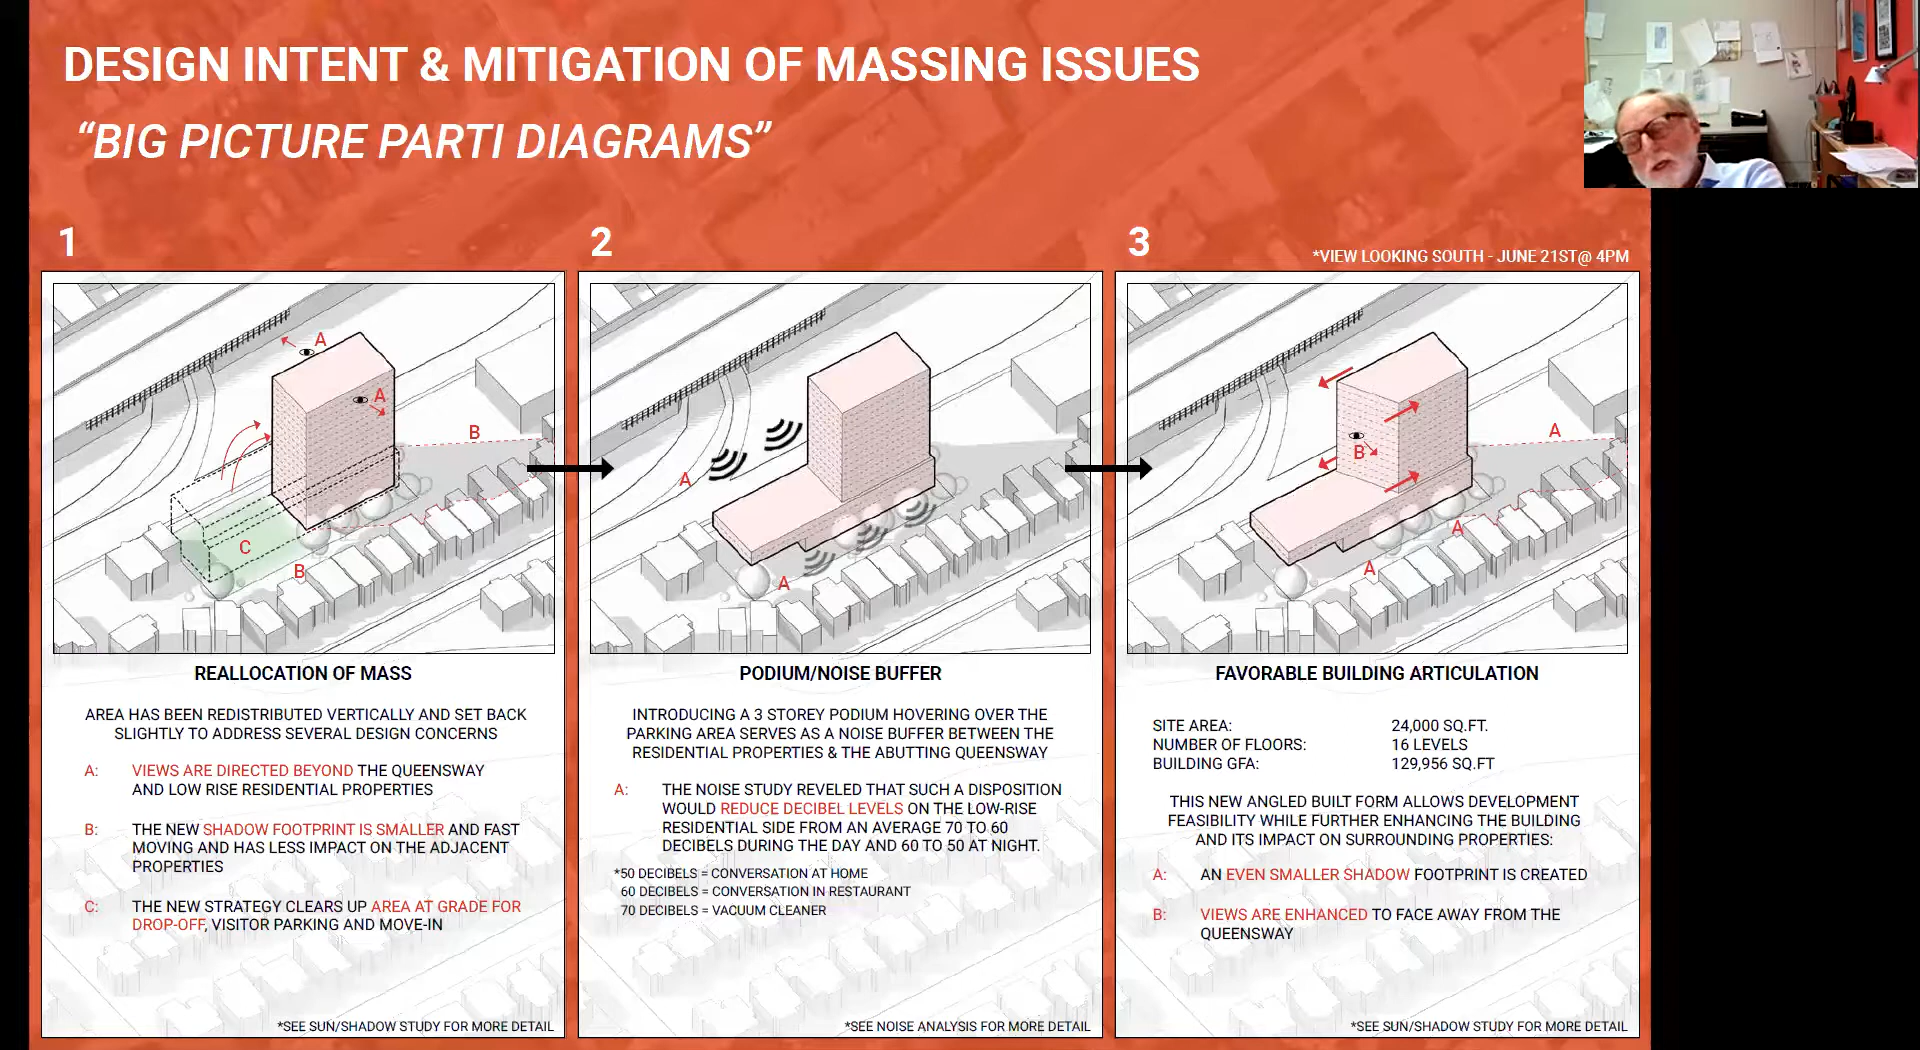 DESIGN INTENT & MITIGATION OF MASSING ISSUES
“BIG PICTURE PARTI DIAGRAMS”
1
2
3
*VIEW LOOKING SOUTH - JUNE 21ST@ 4PM
A
A
B
C
B
A
A
A
B
A
A
REALLOCATION OF MASS
AREA HAS BEEN REDISTRIBUTED VERTICALLY AND SET BACK
SLIGHTLY TO ADDRESS SEVERAL DESIGN CONCERNS
A: VIEWS ARE DIRECTED BEYOND THE QUEENSWAY
AND LOW RISE RESIDENTIAL PROPERTIES
B: THE NEW SHADOW FOOTPRINT IS SMALLER AND FAST
MOVING AND HAS LESS IMPACT ON THE ADJACENT
PROPERTIES
C: THE NEW STRATEGY CLEARS UP AREA AT GRADE FOR
DROP-OFF, VISITOR PARKING AND MOVE-IN
*SEE SUN/SHADOW STUDY FOR MORE DETAIL
PODIUM/NOISE BUFFER
INTRODUCING A 3 STOREY PODIUM HOVERING OVER THE
PARKING AREA SERVES AS A NOISE BUFFER BETWEEN THE
RESIDENTIAL PROPERTIES & THE ABUTTING QUEENSWAY
A: THE NOISE STUDY REVELED THAT SUCH A DISPOSITION
WOULD REDUCE DECIBEL LEVELS ON THE LOW-RISE
RESIDENTIAL SIDE FROM AN AVERAGE 70 TO 60
DECIBELS DURING THE DAY AND 60 TO 50 AT NIGHT.
*50 DECIBELS = CONVERSATION AT HOME
60 DECIBELS = CONVERSATION IN RESTAURANT
70 DECIBELS = VACUUM CLEANER
*SEE NOISE ANALYSIS FOR MORE DETAIL
FAVORABLE BUILDING ARTICULATION
SITE AREA: 24,000 SQ.FT.
NUMBER OF FLOORS: 16 LEVELS
BUILDING GFA: 129,956 SQ.FT
THIS NEW ANGLED BUILT FORM ALLOWS DEVELOPMENT
FEASIBILITY WHILE FURTHER ENHANCING THE BUILDING
AND ITS IMPACT ON SURROUNDING PROPERTIES:
A: AN EVEN SMALLER SHADOW FOOTPRINT IS CREATED
B: VIEWS ARE ENHANCED TO FACE AWAY FROM THE
QUEENSWAY
*SEE SUN/SHADOW STUDY FOR MORE DETAIL